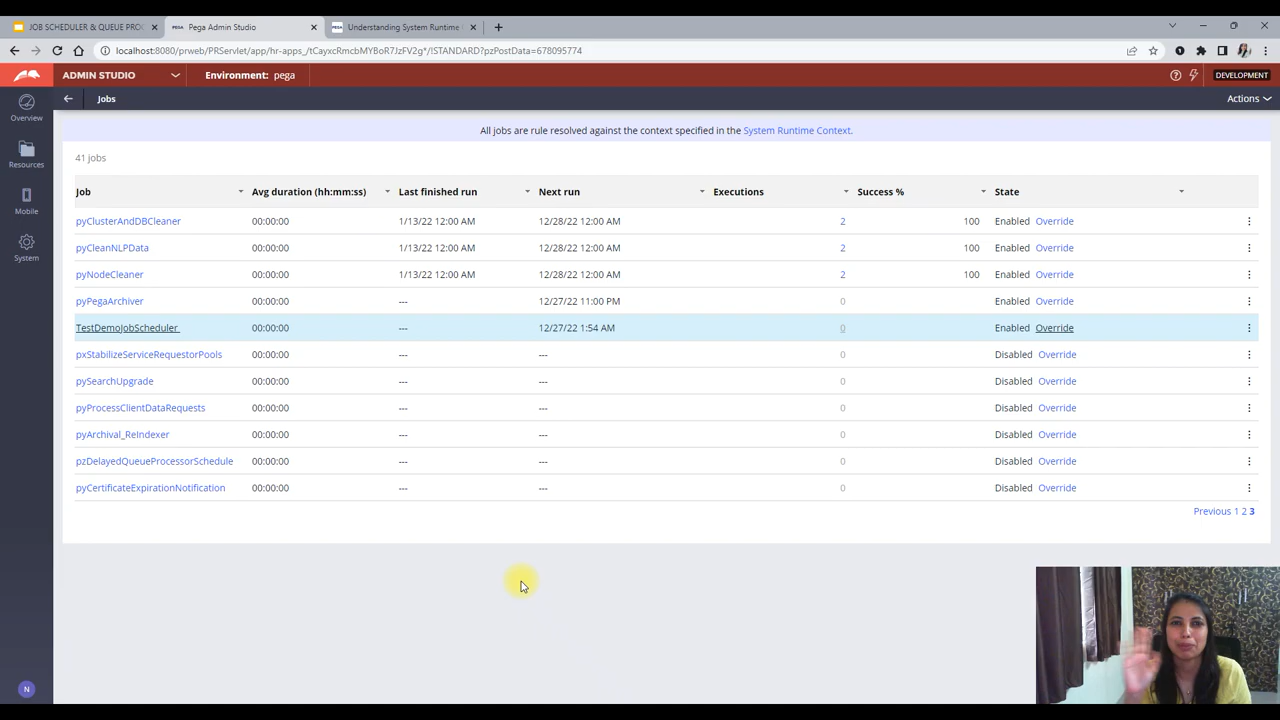 JOB SCHEDULER & QUEUE PRO
PEGA Pega Admin Studio
PEGA Understanding System Runtime
localhost:8080/prweb/PRServlet/app/hr-apps_/tCayxcRmcbMYBoR7JzFV2g*/!STANDARD?pzPostData=678095774
ADMIN STUDIO
Environment: pega
DEVELOPMENT
Jobs
Actions
Overview
Resources
Mobile
System
N
All jobs are rule resolved against the context specified in the System Runtime Context.
41 jobs
Job Avg duration (hh:mm:ss) Last finished run Next run Executions Success % State
pyClusterAndDBCleaner 00:00:00 1/13/22 12:00 AM 12/28/22 12:00 AM 2 100 Enabled Override
pyCleanNLPData 00:00:00 1/13/22 12:00 AM 12/28/22 12:00 AM 2 100 Enabled Override
pyNodeCleaner 00:00:00 1/13/22 12:00 AM 12/28/22 12:00 AM 2 100 Enabled Override
pyPegaArchiver 00:00:00 --- 12/27/22 11:00 PM 0 Enabled Override
TestDemoJobScheduler 00:00:00 --- 12/27/22 1:54 AM 0 Enabled Override
pxStabilizeServiceRequestorPools 00:00:00 --- --- 0 Disabled Override
pySearchUpgrade 00:00:00 --- --- 0 Disabled Override
pyProcessClientDataRequests 00:00:00 --- --- 0 Disabled Override
pyArchival_ReIndexer 00:00:00 --- --- 0 Disabled Override
pzDelayedQueueProcessorSchedule 00:00:00 --- --- 0 Disabled Override
pyCertificateExpirationNotification 00:00:00 --- --- 0 Disabled Override
Previous 1 2 3